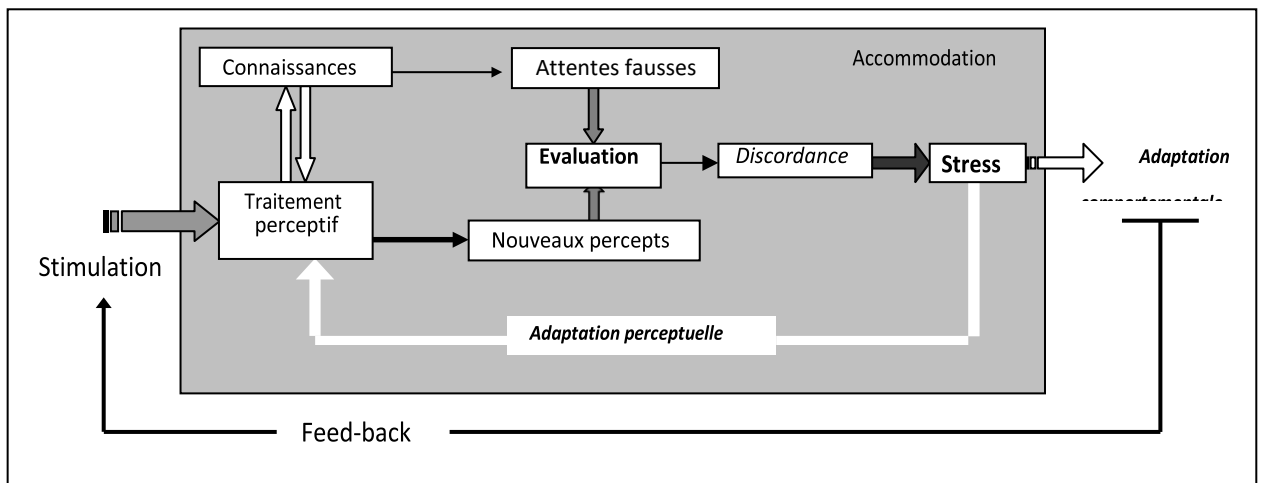 Accommodation
Connaissances
Attentes fausses
Evaluation
Discordance
Stress
Adaptation
Traitement
perceptif
Nouveaux percepts
Stimulation
Adaptation perceptuelle
Feed-back